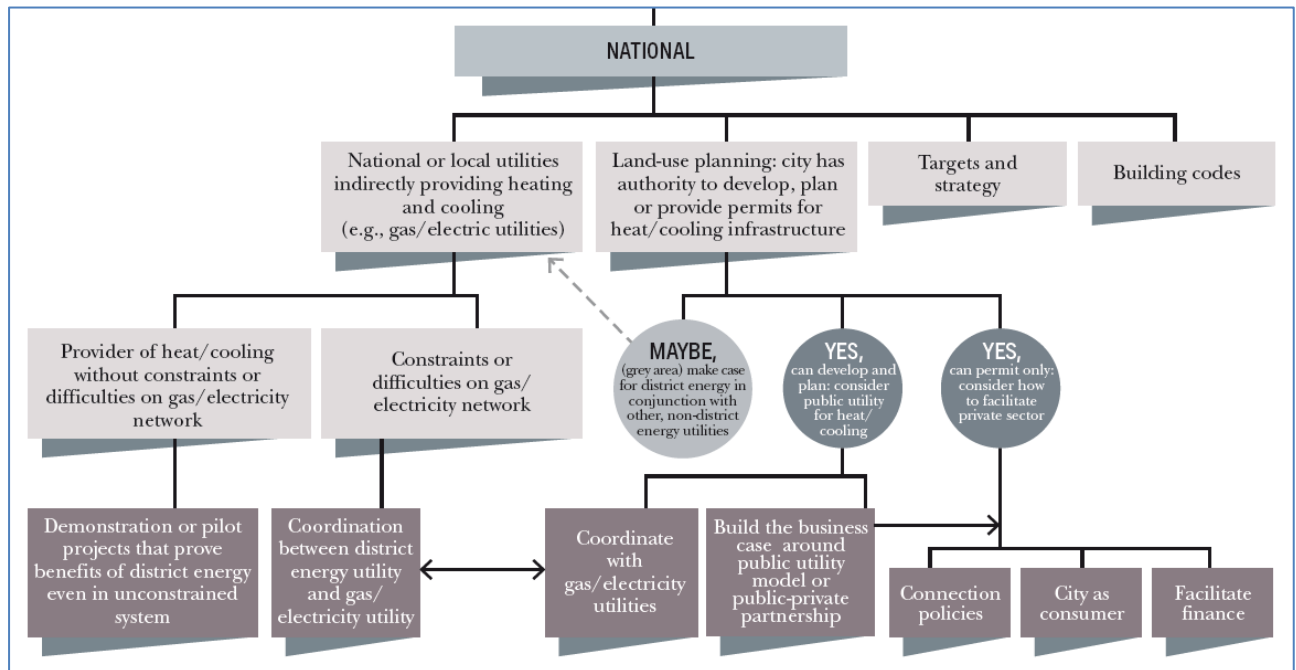 NATIONAL
National or local utilities
indirectly providing heating
and cooling
(e.g., gas/electric utilities)
Land-use planning: city has
authority to develop, plan
or provide permits for
heat/cooling infrastructure
Targets and
strategy
Building codes
Provider of heat/cooling
without constraints or
difficulties on gas/electricity
network
Constraints or
difficulties on gas/
electricity network
MAYBE,
(grey area) make case
for district energy in
conjunction with
other, non-district
energy utilities
YES,
can develop and
plan: consider
public utility
for heat/
cooling
YES,
can permit only:
consider how
to facilitate
private sector
Demonstration or pilot
projects that prove
benefits of district energy
even in unconstrained
system
Coordination
between district
energy utility
and gas/
electricity utility
Coordinate
with
gas/electricity
utilities
Build the business
case around
public utility
model or
public-private
partnership
Connection
policies
City as
consumer
Facilitate
finance